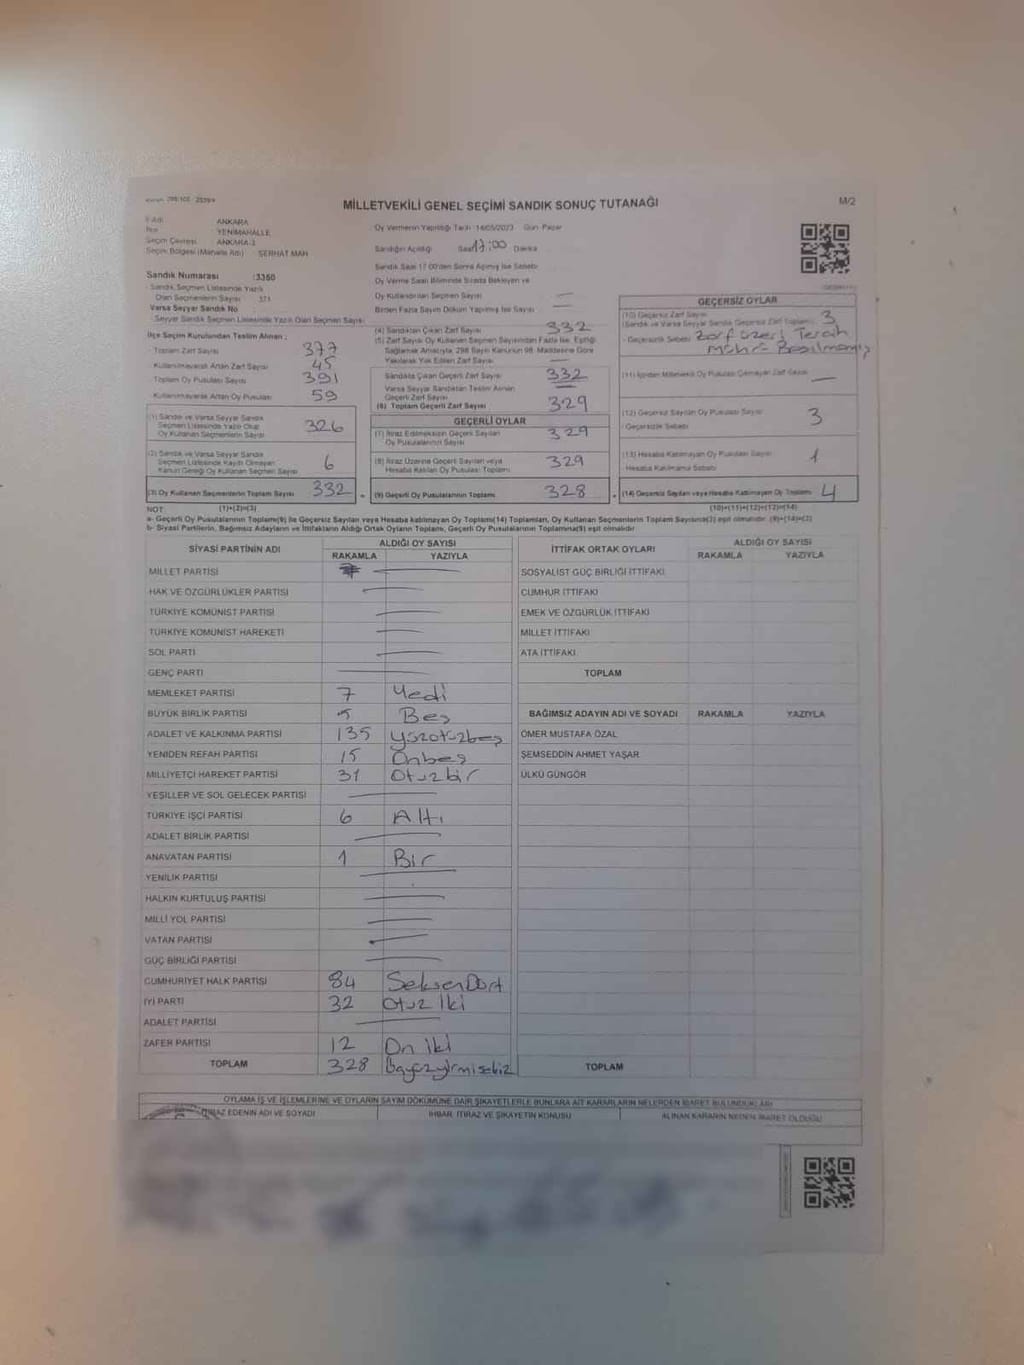 MİLLETVEKİLİ GENEL SEÇİMİ SANDIK SONUÇ TUTANAĞI
M/2
ANKARA
YENİMAHALLE
Seçim Çevresi ANKARA-3
Seçim Bölgesi (Mahalle Adı) SERHAT MAH
Oy Vermenin Yapıldığı Tarih 14/05/2023 Gün Pazar
Sandığın Açıldığı Saat 17:00 Dakika
Sandık Saat 17:00'den Sonra Açılmış İse Sebebi
Oy Verme Saati Bitiminde Sırada Bekleyen ve
Oy Kullandırılan Seçmen Sayısı
Birden Fazla Sayım Döküm Yapılmış İse Sayısı
Sandık Numarası :3360
Sandık Seçmen Listesinde Yazılı
Olan Seçmenlerin Sayısı 371
Varsa Seyyar Sandık No
Seyyar Sandık Seçmen Listesinde Yazılı Olan Seçmen Sayısı
İlçe Seçim Kurulundan Teslim Alınan :
Toplam Zarf Sayısı 377
Kullanılmayarak Artan Zarf Sayısı 45
Toplam Oy Pusulası Sayısı 391
Kullanılmayarak Artan Oy Pusulası 59
(1) Sandık ve Varsa Seyyar Sandık
Seçmen Listesinde Yazılı Olup
Oy Kullanan Seçmenlerin Sayısı 326
(2) Sandık ve Varsa Seyyar Sandık
Seçmen Listesinde Kayıtlı Olmayan
Kanun Gereği Oy Kullanan Seçmen Sayısı 6
(3) Oy Kullanan Seçmenlerin Toplam Sayısı 332
(4) Sandıktan Çıkan Zarf Sayısı 332
(5) Zarf Sayısı Oy Kullanan Seçmen Sayısından Fazla İse, Eşitliği
Sağlamak Amacıyla, 298 Sayılı Kanunun 98. Maddesine Göre
Yakılarak Yok Edilen Zarf Sayısı
Sandıkta Çıkan Geçerli Zarf Sayısı 332
Varsa Seyyar Sandıktan Teslim Alınan
Geçerli Zarf Sayısı
(6) Toplam Geçerli Zarf Sayısı 329
GEÇERLİ OYLAR
(7) İtiraz Edilmeksizin Geçerli Sayılan
Oy Pusulalarının Sayısı 329
(8) İtiraz Üzerine Geçerli Sayılan veya
Hesaba Katılan Oy Pusulası Toplamı 329
(9) Geçerli Oy Pusulalarının Toplamı 328
GEÇERSİZ OYLAR
(10) Geçersiz Zarf Sayısı 3
(Sandık ve Varsa Seyyar Sandık Geçersiz Zarf Toplamı)
- Geçersizlik Sebebi Zarf üzeri Tercih
Mührü Basılmamış
(12) Geçersiz Sayılan Oy Pusulası Sayısı 3
- Geçersizlik Sebebi
(13) Hesaba Katılmayan Oy Pusulası Sayısı 1
Hesaba Katılmama Sebebi
(14) Geçersiz Sayılan veya Hesaba Katılmayan Oy Toplamı 4
NOT: (1)+(2)=(3) (10)+(11)+(12)+(13)=(14)
a- Geçerli Oy Pusulalarının Toplamı(9) ile Geçersiz Sayılan veya Hesaba katılmayan Oy Toplamı(14) Toplamları, Oy Kullanan Seçmenlerin Toplam Sayısına(3) eşit olmalıdır. (9)+(14)=(3)
b- Siyasi Partilerin, Bağımsız Adayların ve İttifakların Aldığı Ortak Oyların Toplamı, Geçerli Oy Pusulalarının Toplamına(9) eşit olmalıdır
SİYASİ PARTİNİN ADI ALDIĞI OY SAYISI
RAKAMLA YAZIYLA
MİLLET PARTİSİ
HAK VE ÖZGÜRLÜKLER PARTİSİ
TÜRKİYE KOMÜNİST PARTİSİ
TÜRKİYE KOMÜNİST HAREKETİ
SOL PARTİ
GENÇ PARTİ
MEMLEKET PARTİSİ 7 Yedi
BÜYÜK BİRLİK PARTİSİ 5 Beş
ADALET VE KALKINMA PARTİSİ 135 Yüzotuzbeş
YENİDEN REFAH PARTİSİ 15 Onbeş
MİLLİYETÇİ HAREKET PARTİSİ 31 Otuzbir
YEŞİLLER VE SOL GELECEK PARTİSİ
TÜRKİYE İŞÇİ PARTİSİ 6 Altı
ADALET BİRLİK PARTİSİ
ANAVATAN PARTİSİ 1 Bir
YENİLİK PARTİSİ
HALKIN KURTULUŞ PARTİSİ
MİLLİ YOL PARTİSİ
VATAN PARTİSİ
GÜÇ BİRLİĞİ PARTİSİ
CUMHURİYET HALK PARTİSİ 84 SeksenDört
İYİ PARTİ 32 Otuz İki
ADALET PARTİSİ
ZAFER PARTİSİ 12 On iki
TOPLAM 328
İTTİFAK ORTAK OYLARI ALDIĞI OY SAYISI
RAKAMLA YAZIYLA
SOSYALİST GÜÇ BİRLİĞİ İTTİFAKI
CUMHUR İTTİFAKI
EMEK VE ÖZGÜRLÜK İTTİFAKI
MİLLET İTTİFAKI
ATA İTTİFAKI
TOPLAM
BAĞIMSIZ ADAYIN ADI VE SOYADI RAKAMLA YAZIYLA
ÖMER MUSTAFA ÖZAL
ŞEMSEDDİN AHMET YAŞAR
ÜLKÜ GÜNGÖR
TOPLAM
OYLAMA İŞ VE İŞLEMLERİNE VE OYLARIN SAYIM DÖKÜMÜNE DAİR ŞİKAYETLERLE BUNLARA AİT KARARLARIN NELERDEN İBARET BULUNDUKLARI
İTİRAZ EDENİN ADI VE SOYADI İHBAR, İTİRAZ VE ŞİKAYETİN KONUSU ALINAN KARARIN NEDEN İBARET OLDUĞU